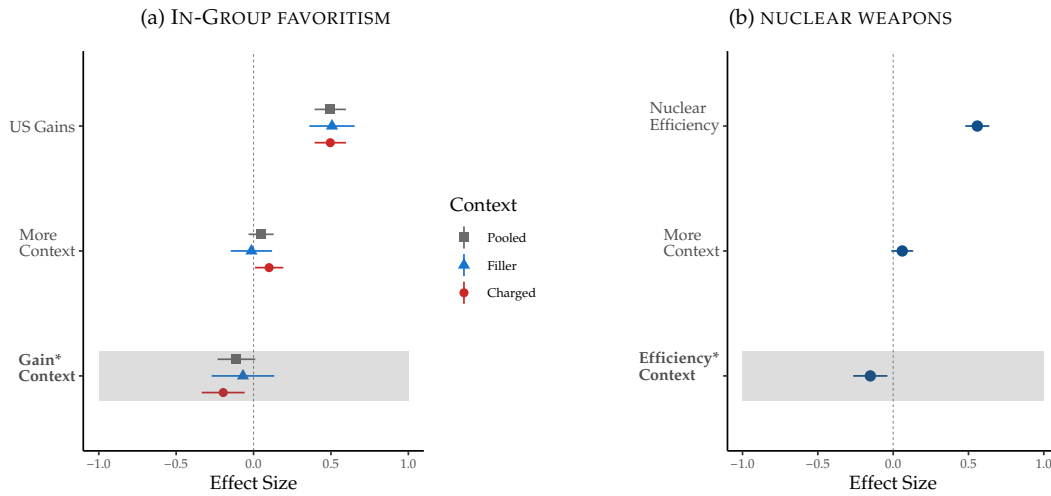 (a) IN-GROUP FAVORITISM
US Gains
More
Context
Gain*
Context
−1.0 −0.5 0.0 0.5 1.0
Effect Size
Context
Pooled
Filler
Charged
(b) NUCLEAR WEAPONS
Nuclear
Efficiency
More
Context
Efficiency*
Context
−1.0 −0.5 0.0 0.5 1.0
Effect Size